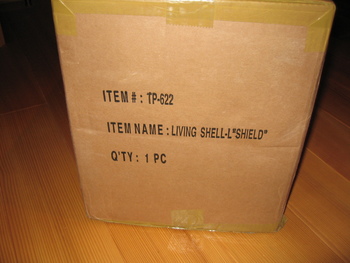 ITEM # : TP-622
ITEM NAME : LIVING SHELL-L"SHIELD"
Q'TY : 1 PC